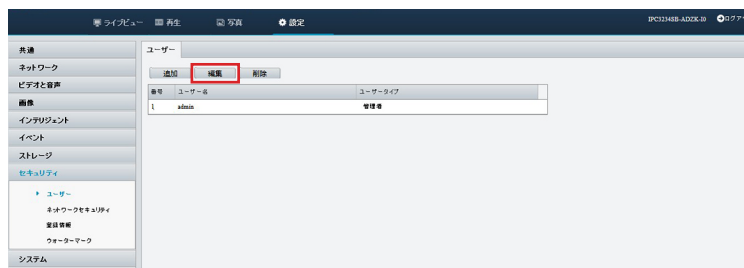 ライブビュー 再生 写真 設定 IPC3234SB-ADZK-I0 ログア
共通
ネットワーク
ビデオと音声
画像
インテリジェント
イベント
ストレージ
セキュリティ
ユーザー
ネットワークセキュリティ
登録情報
ウォーターマーク
システム
ユーザー
追加 編集 削除
番号 ユーザー名 ユーザータイプ
1 admin 管理者